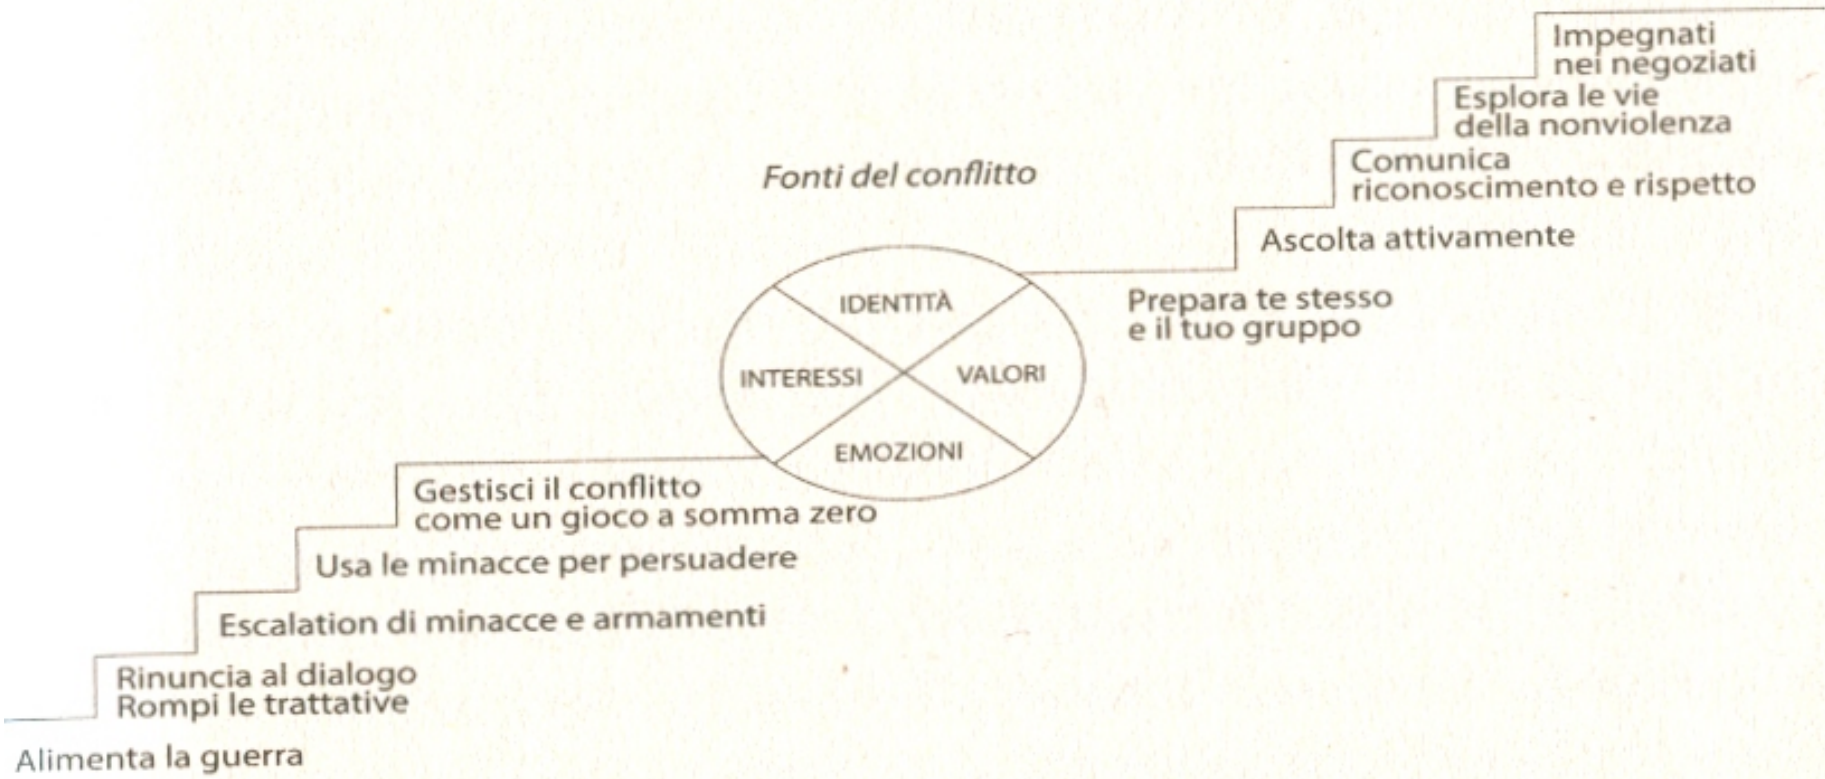 Impegnati
nei negoziati
Esplora le vie
della nonviolenza
Comunica
riconoscimento e rispetto
Fonti del conflitto
Ascolta attivamente
IDENTITÀ
Prepara te stesso
e il tuo gruppo
INTERESSI
VALORI
EMOZIONI
Gestisci il conflitto
come un gioco a somma zero
Usa le minacce per persuadere
Escalation di minacce e armamenti
Rinuncia al dialogo
Rompi le trattative
Alimenta la guerra